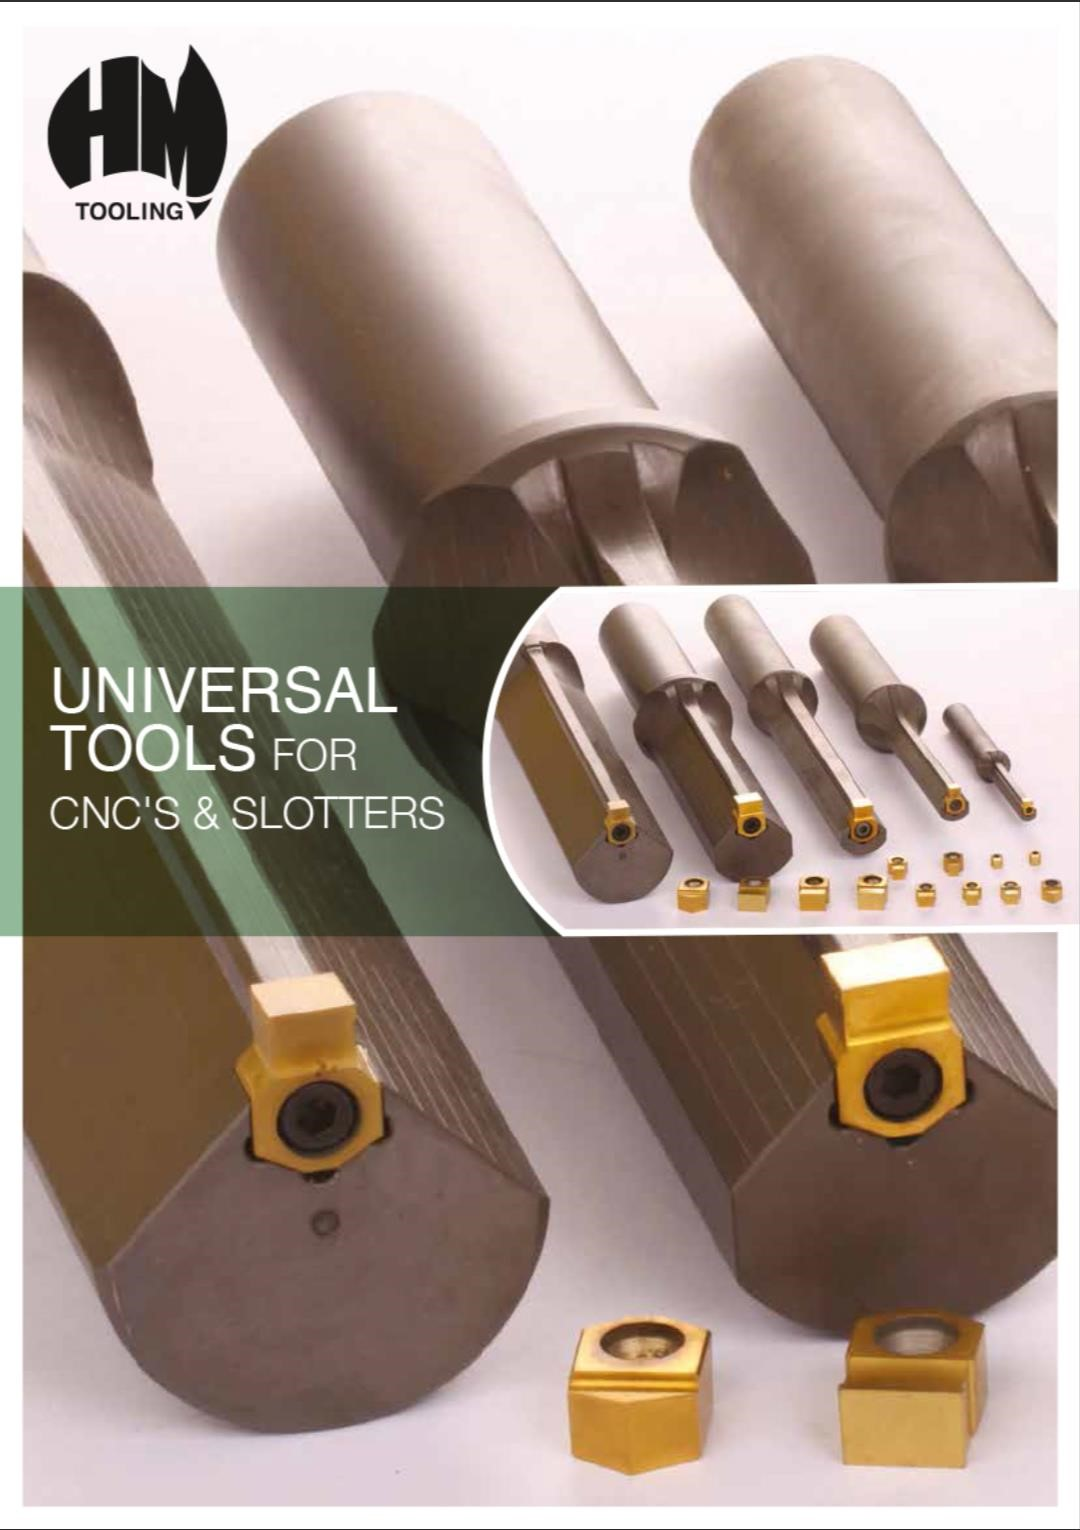 HM
TOOLING
UNIVERSAL
TOOLS FOR
CNC'S & SLOTTERS